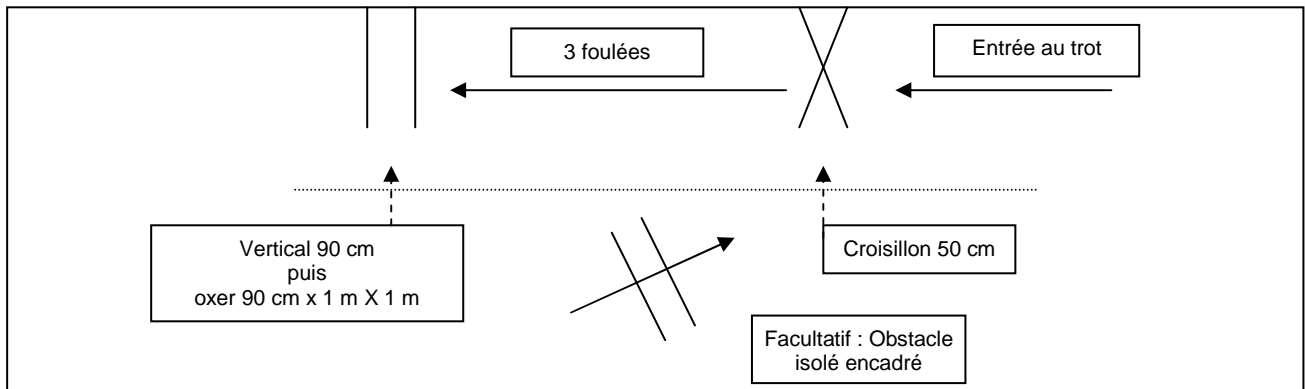 3 foulées
Entrée au trot
Vertical 90 cm
puis
oxer 90 cm x 1 m X 1 m
Croisillon 50 cm
Facultatif : Obstacle
isolé encadré